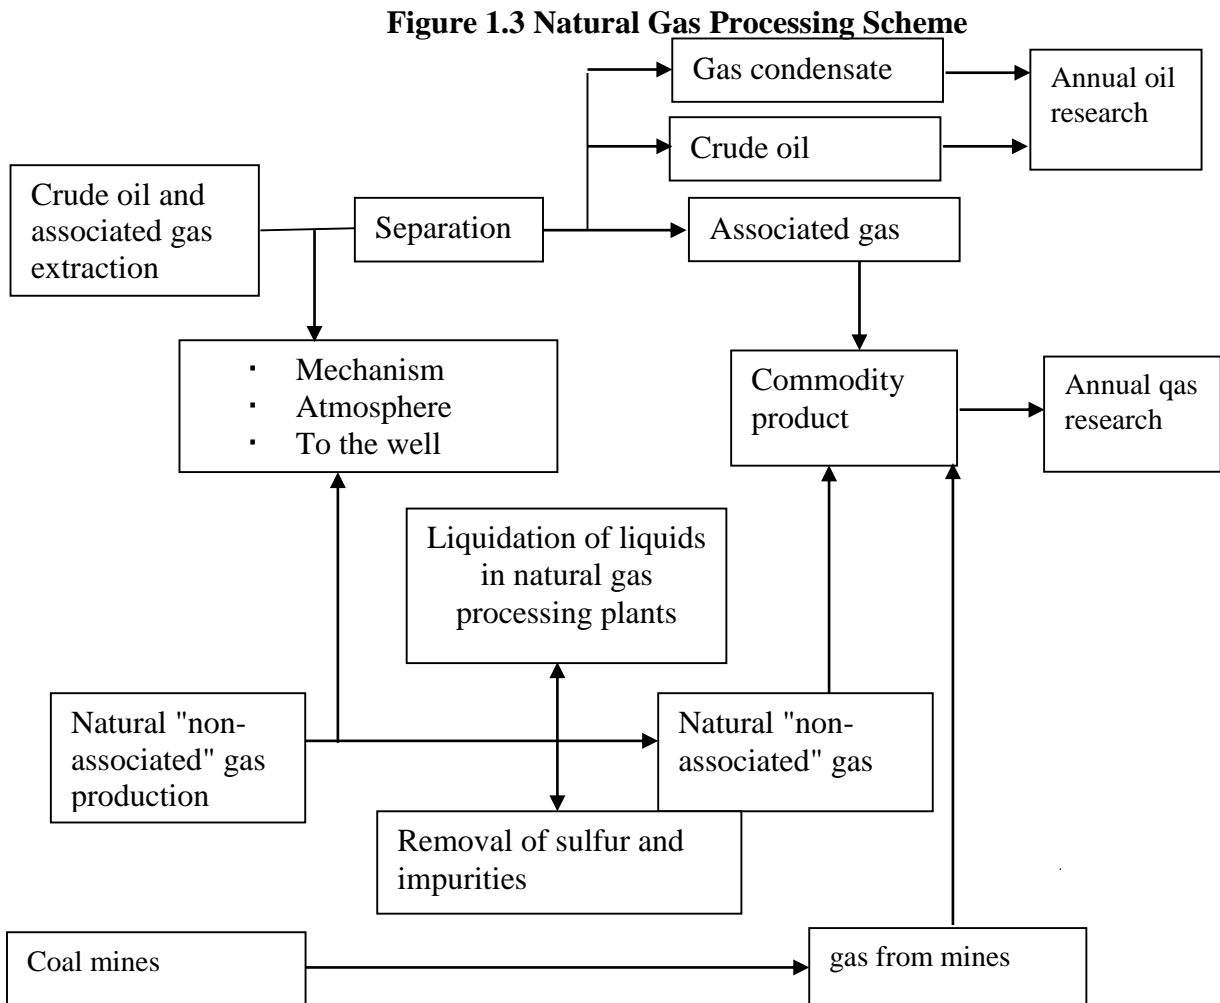 Figure 1.3 Natural Gas Processing Scheme
Gas condensate
Annual oil
research
Crude oil
Crude oil and
associated gas
extraction
Separation
Associated gas
· Mechanism
· Atmosphere
· To the well
Commodity
product
Annual qas
research
Liquidation of liquids
in natural gas
processing plants
Natural "non-
associated" gas
production
Natural "non-
associated" gas
Removal of sulfur and
impurities
Coal mines
gas from mines